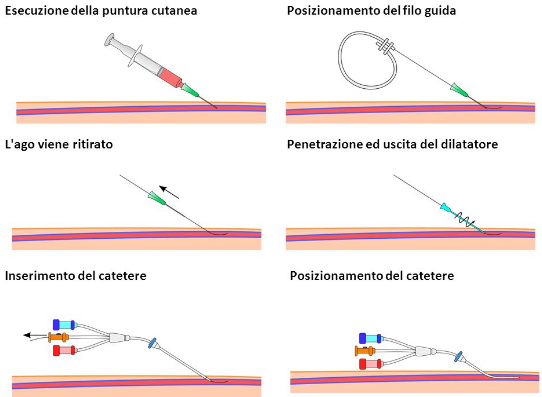 Esecuzione della puntura cutanea
Posizionamento del filo guida
L'ago viene ritirato
Penetrazione ed uscita del dilatatore
Inserimento del catetere
Posizionamento del catetere